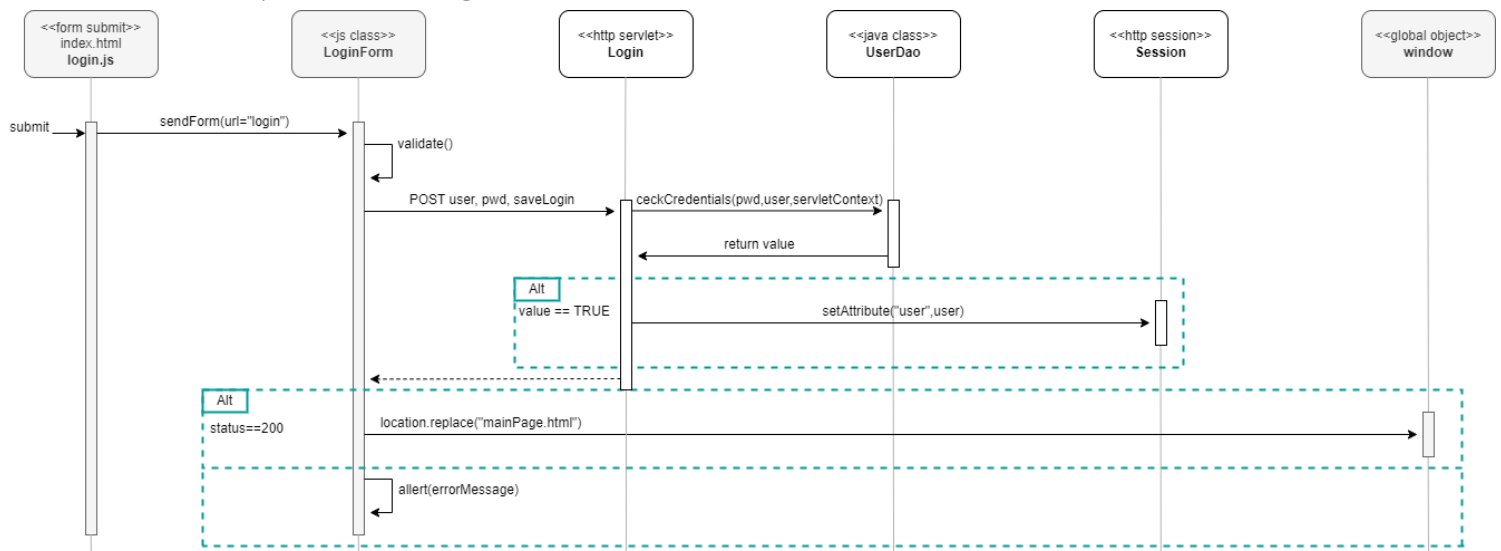 <<form submit>>
index.html
login.js
<<js class>>
LoginForm
<<http servlet>>
Login
<<java class>>
UserDao
<<http session>>
Session
<<global object>>
window
submit
sendForm(url="login")
validate()
POST user, pwd, saveLogin
ceckCredentials(pwd,user,servletContext)
return value
Alt
value == TRUE
setAttribute("user",user)
Alt
status==200
location.replace("mainPage.html")
allert(errorMessage)